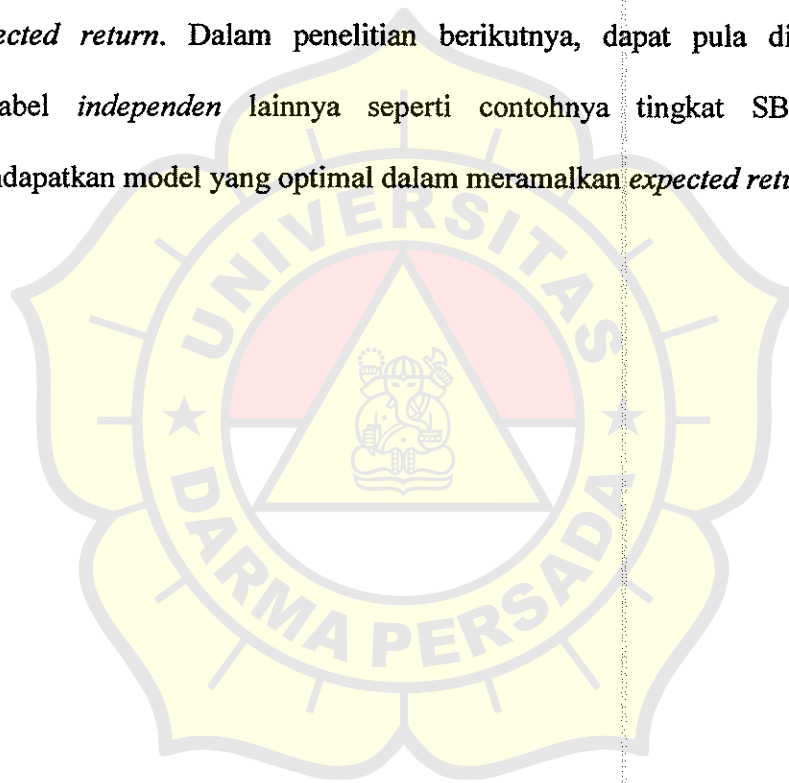 ected return. Dalam penelitian berikutnya, dapat pula di
abel independen lainnya seperti contohnya tingkat SB
ndapatkan model yang optimal dalam meramalkan expected retu
UNIVERSITAS
DARMA PERSADA